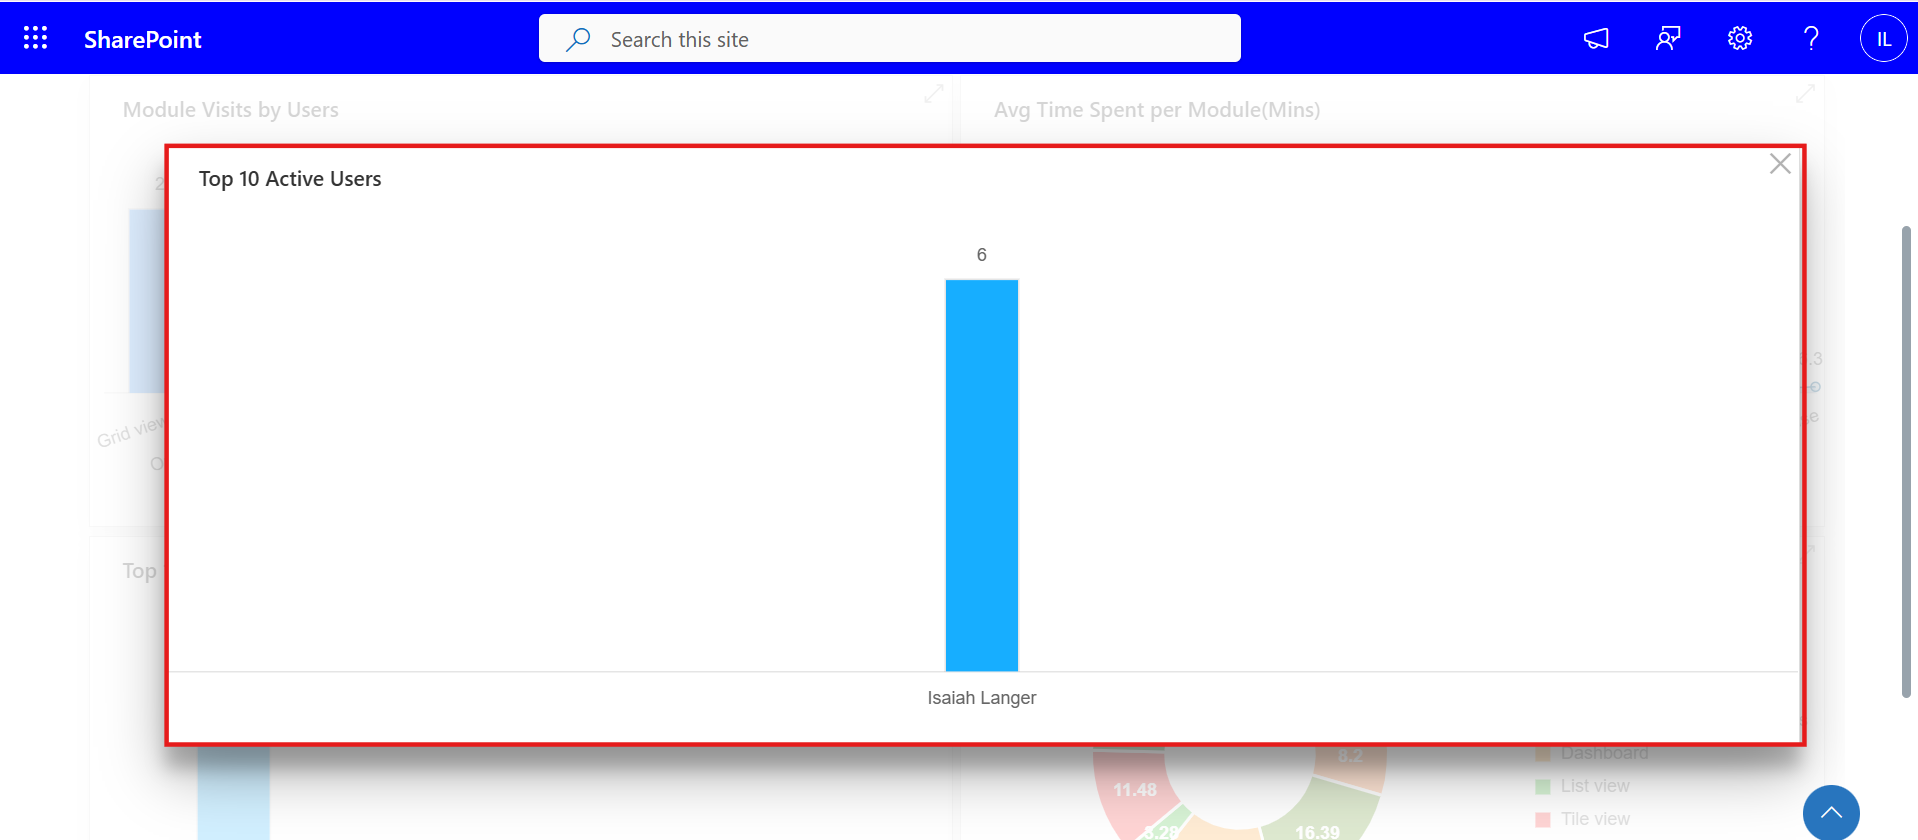 SharePoint
Search this site
IL
Module Visits by Users
Avg Time Spent per Module(Mins)
Top 10 Active Users
6
Isaiah Langer
Grid view
Top
8.2
11.48
5.28
16.39
Dashboard
List view
Tile view